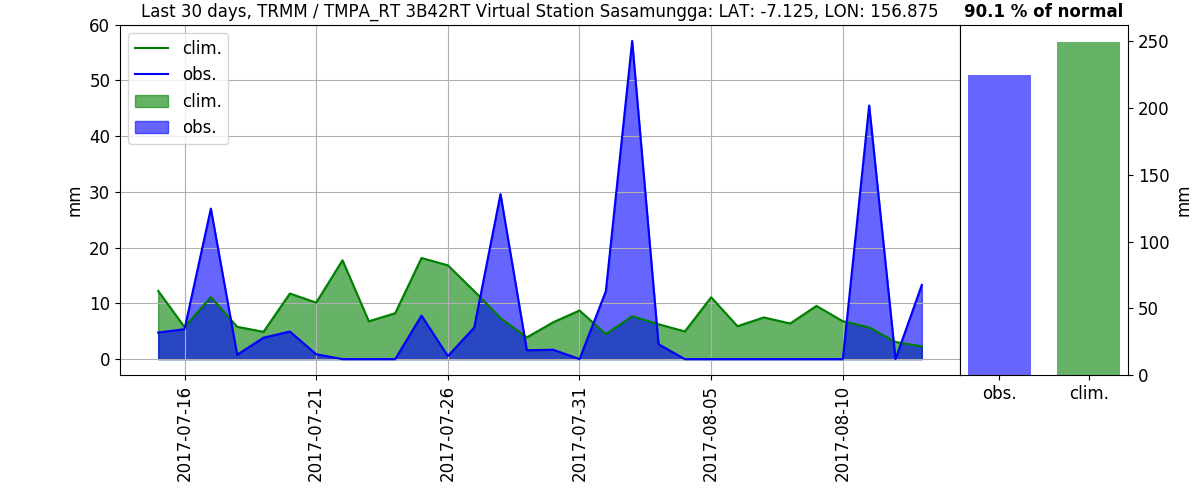 Last 30 days, TRMM / TMPA_RT 3B42RT Virtual Station Sasamungga: LAT: -7.125, LON: 156.875
90.1 % of normal
clim.
obs.
clim.
obs.
mm
60
50
40
30
20
10
0
2017-07-16
2017-07-21
2017-07-26
2017-07-31
2017-08-05
2017-08-10
250
200
150
100
50
0
mm
obs.
clim.